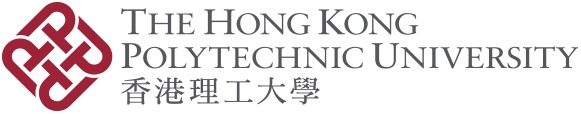 THE HONG KONG
POLYTECHNIC UNIVERSITY
香港理工大學